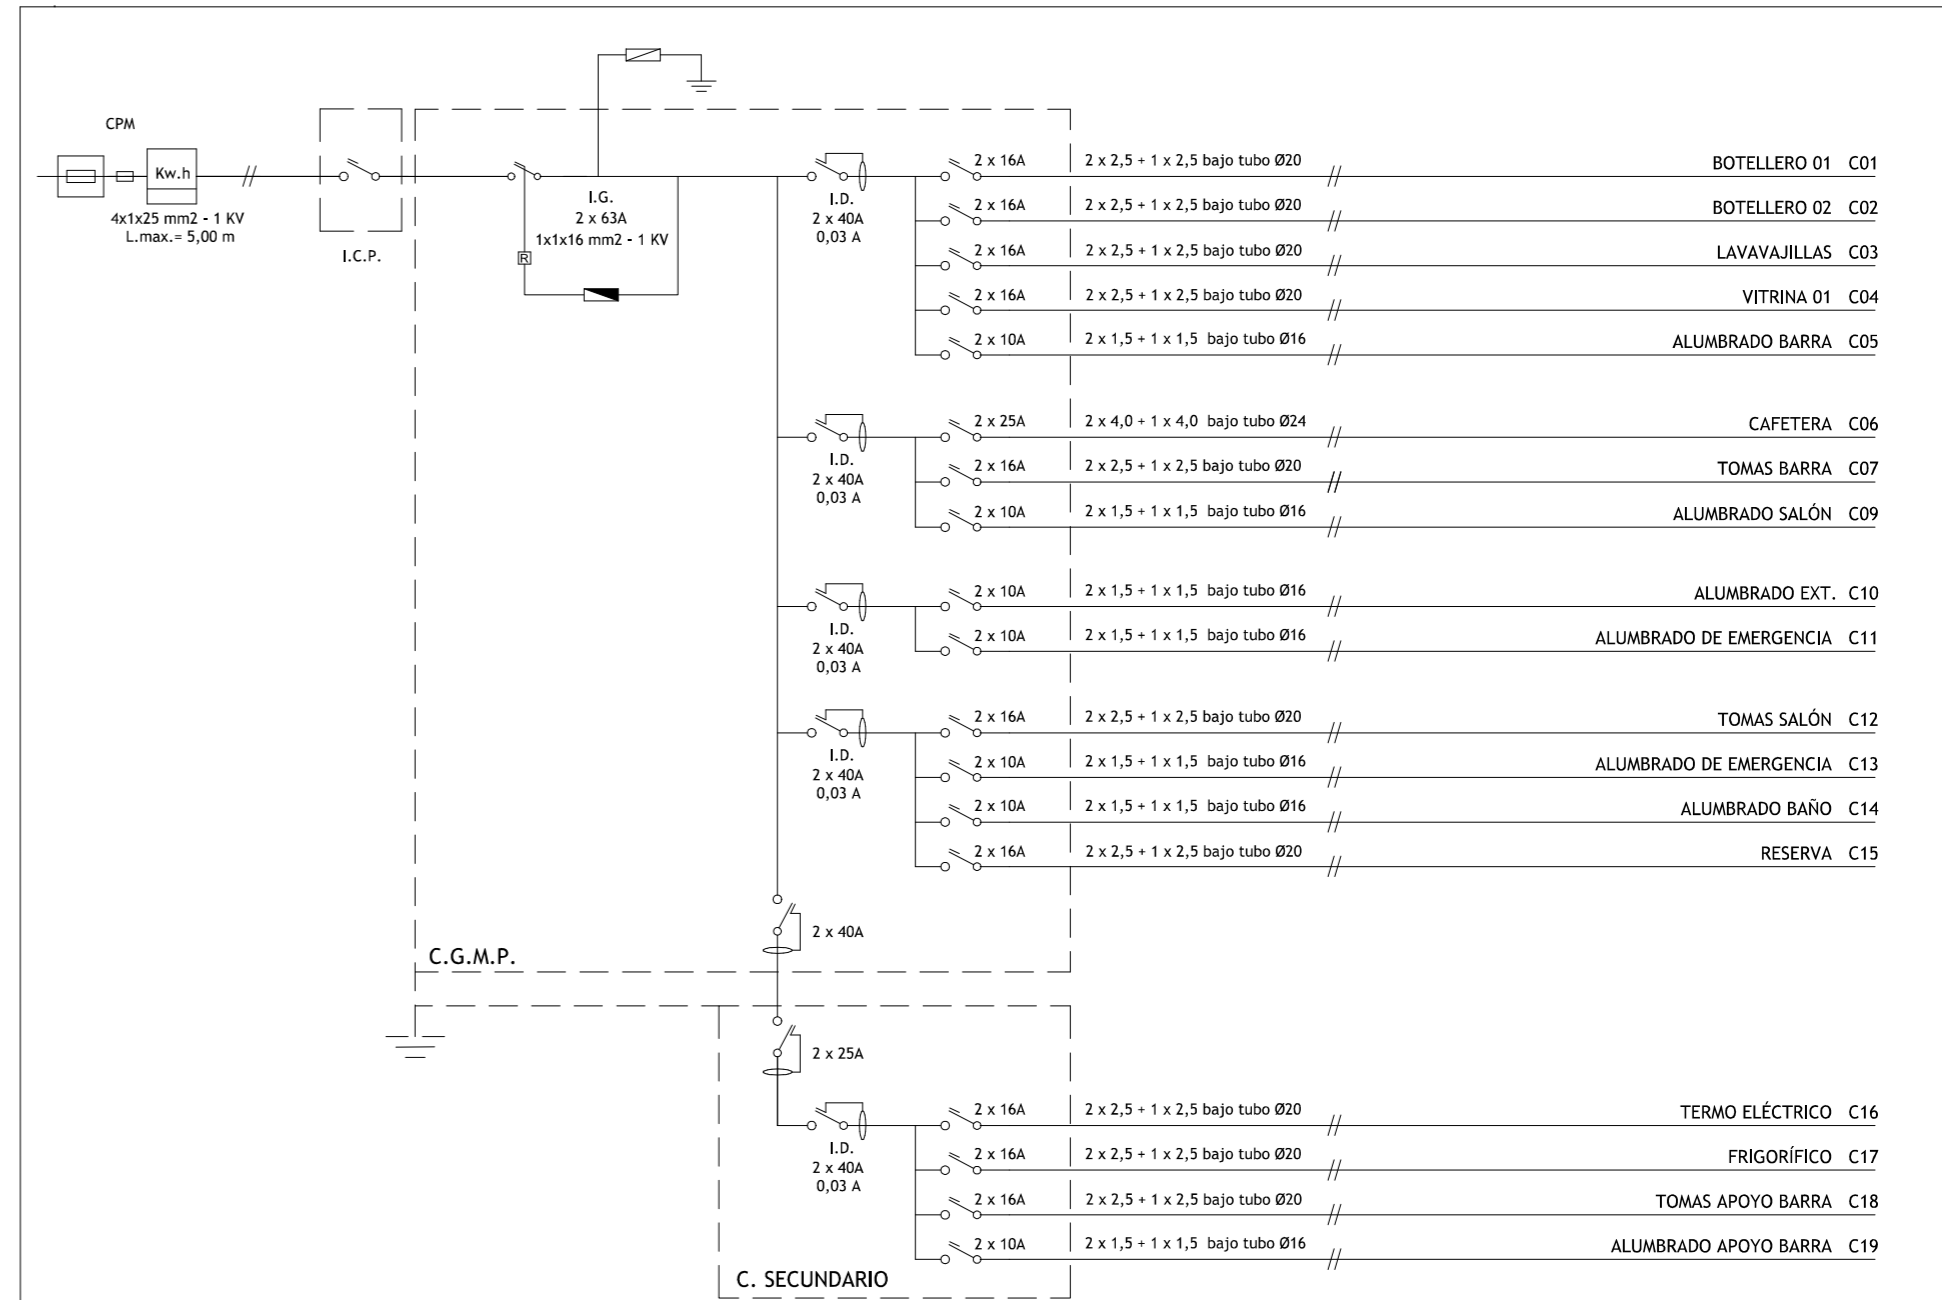 CPM
Kw.h
4x1x25 mm2 - 1 KV
L.max.= 5,00 m
I.C.P.
I.G.
2 x 63A
1x1x16 mm2 - 1 KV
R
I.D.
2 x 40A
0,03 A
2 x 16A 2 x 2,5 + 1 x 2,5 bajo tubo Ø20 BOTELLERO 01 C01
2 x 16A 2 x 2,5 + 1 x 2,5 bajo tubo Ø20 BOTELLERO 02 C02
2 x 16A 2 x 2,5 + 1 x 2,5 bajo tubo Ø20 LAVAVAJILLAS C03
2 x 16A 2 x 2,5 + 1 x 2,5 bajo tubo Ø20 VITRINA 01 C04
2 x 10A 2 x 1,5 + 1 x 1,5 bajo tubo Ø16 ALUMBRADO BARRA C05
I.D.
2 x 40A
0,03 A
2 x 25A 2 x 4,0 + 1 x 4,0 bajo tubo Ø24 CAFETERA C06
2 x 16A 2 x 2,5 + 1 x 2,5 bajo tubo Ø20 TOMAS BARRA C07
2 x 10A 2 x 1,5 + 1 x 1,5 bajo tubo Ø16 ALUMBRADO SALÓN C09
I.D.
2 x 40A
0,03 A
2 x 10A 2 x 1,5 + 1 x 1,5 bajo tubo Ø16 ALUMBRADO EXT. C10
2 x 10A 2 x 1,5 + 1 x 1,5 bajo tubo Ø16 ALUMBRADO DE EMERGENCIA C11
I.D.
2 x 40A
0,03 A
2 x 16A 2 x 2,5 + 1 x 2,5 bajo tubo Ø20 TOMAS SALÓN C12
2 x 10A 2 x 1,5 + 1 x 1,5 bajo tubo Ø16 ALUMBRADO DE EMERGENCIA C13
2 x 10A 2 x 1,5 + 1 x 1,5 bajo tubo Ø16 ALUMBRADO BAÑO C14
2 x 16A 2 x 2,5 + 1 x 2,5 bajo tubo Ø20 RESERVA C15
2 x 40A
C.G.M.P.
2 x 25A
I.D.
2 x 40A
0,03 A
2 x 16A 2 x 2,5 + 1 x 2,5 bajo tubo Ø20 TERMO ELÉCTRICO C16
2 x 16A 2 x 2,5 + 1 x 2,5 bajo tubo Ø20 FRIGORÍFICO C17
2 x 16A 2 x 2,5 + 1 x 2,5 bajo tubo Ø20 TOMAS APOYO BARRA C18
2 x 10A 2 x 1,5 + 1 x 1,5 bajo tubo Ø16 ALUMBRADO APOYO BARRA C19
C. SECUNDARIO